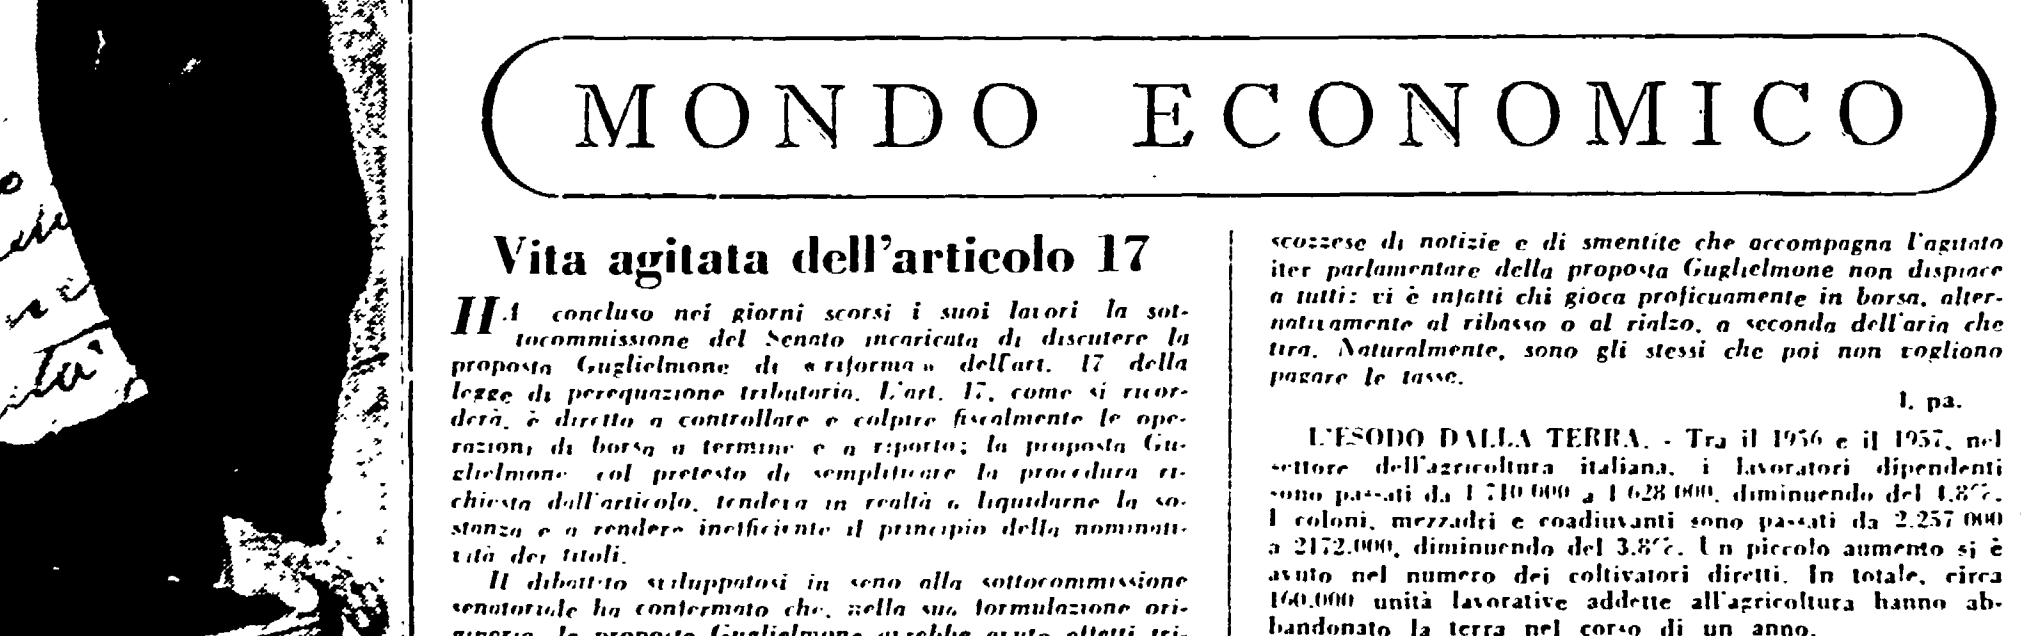 MONDO ECONOMICO
Vita agitata dell'articolo 17
HA concluso nei giorni scorsi i suoi lavori la sot-
tocommissione del Senato incaricata di discutere la
proposta Guglielmone di « riforma » dell'art. 17 della
legge di perequazione tributaria. L'art. 17, come si ricor-
derà, è diretto a controllare e colpire fiscalmente le ope-
razioni di borsa a termine e a riporto; la proposta Gu-
glielmone col pretesto di semplificare la procedura ri-
chiesta dall'articolo, tendeva in realtà a liquidarne la so-
stanza e a rendere inefficiente il principio della nominati-
vità dei titoli.
Il dibattito sviluppatosi in seno alla sottocommissione
senatoriale ha confermato che, nella sua formulazione ori-
ginaria, la proposta Guglielmone avrebbe avuto effetti
scozzese di notizie e di smentite che accompagna l'agitato
iter parlamentare della proposta Guglielmone non dispiace
a tutti: vi è infatti chi gioca proficuamente in borsa, alter-
nativamente al ribasso o al rialzo, a seconda dell'aria che
tira. Naturalmente, sono gli stessi che poi non vogliono
pagare le tasse.
l. pa.
L'ESODO DALLA TERRA. - Tra il 1956 e il 1957, nel
settore dell'agricoltura italiana, i lavoratori dipendenti
sono passati da 1 710 000 a 1 628 000, diminuendo del 4,8%.
I coloni, mezzadri e coadiuvanti sono passati da 2.257 000
a 2172.000, diminuendo del 3.8%. Un piccolo aumento si è
avuto nel numero dei coltivatori diretti. In totale, circa
160.000 unità lavorative addette all'agricoltura hanno ab-
bandonato la terra nel corso di un anno.